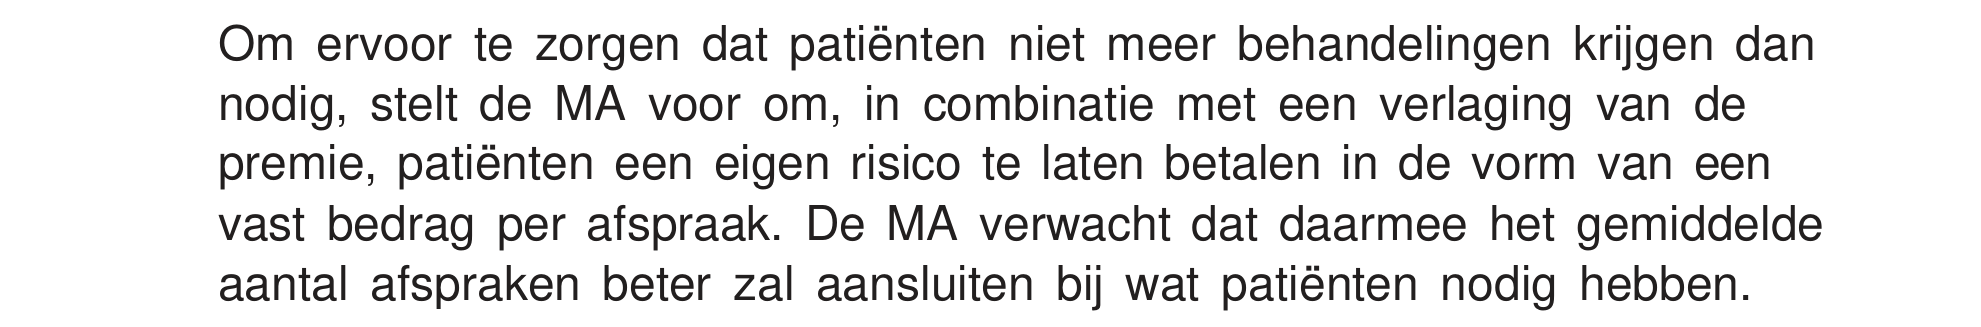 Om ervoor te zorgen dat patiënten niet meer behandelingen krijgen dan
nodig, stelt de MA voor om, in combinatie met een verlaging van de
premie, patiënten een eigen risico te laten betalen in de vorm van een
vast bedrag per afspraak. De MA verwacht dat daarmee het gemiddelde
aantal afspraken beter zal aansluiten bij wat patiënten nodig hebben.